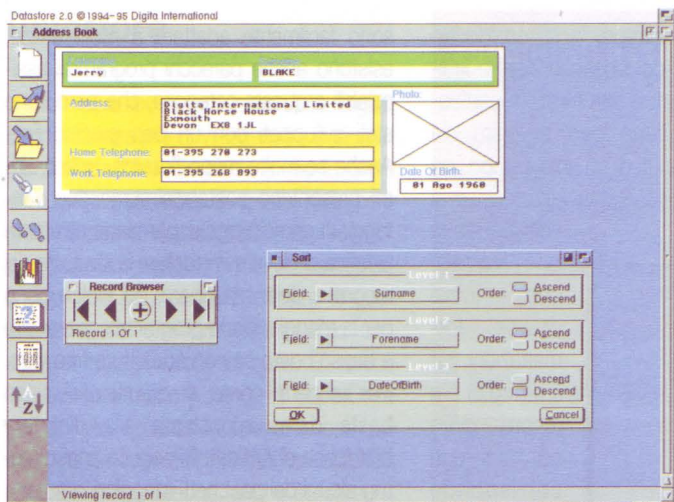 Datastore 2.0 ©1994-95 Digita International
Address Book
Forename: Surname:
Jerry BLAKE
Address:
Digita International Limited
Black Horse House
Exmouth
Devon EX8 1JL
Photo:
Home Telephone: 01-395 270 273
Work Telephone: 01-395 268 893
Date Of Birth:
01 Ago 1960
Record Browser
Record 1 Of 1
Sort
Level 1
Field: Surname Order: Ascend
Descend
Level 2
Field: Forename Order: Ascend
Descend
Level 3
Field: DateOfBirth Order: Ascend
Descend
OK Cancel
A
Z
Viewing record 1 of 1